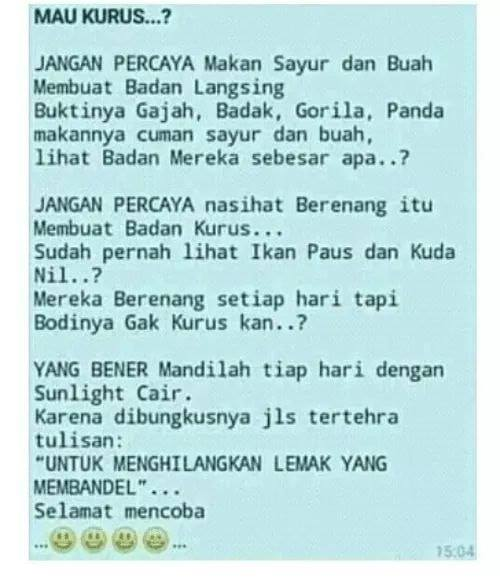 MAU KURUS...?
JANGAN PERCAYA Makan Sayur dan Buah
Membuat Badan Langsing
Buktinya Gajah, Badak, Gorila, Panda
makannya cuman sayur dan buah,
lihat Badan Mereka sebesar apa..?
JANGAN PERCAYA nasihat Berenang itu
Membuat Badan Kurus...
Sudah pernah lihat Ikan Paus dan Kuda
Nil..?
Mereka Berenang setiap hari tapi
Bodinya Gak Kurus kan..?
YANG BENER Mandilah tiap hari dengan
Sunlight Cair.
Karena dibungkusnya jls tertehra
tulisan:
"UNTUK MENGHILANGKAN LEMAK YANG
MEMBANDEL"...
Selamat mencoba
...😀😀😀😀...
15:04